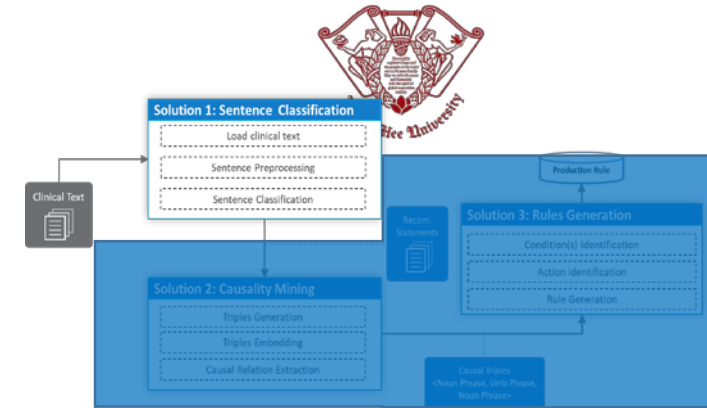 Hee University
Solution 1: Sentence Classification
Load clinical text
Sentence Preprocessing
Sentence Classification
Clinical Text
Production Rule
Recom.
Statements
Solution 3: Rules Generation
Condition(s) Identification
Action Identification
Rule Generation
Solution 2: Causality Mining
Triples Generation
Triples Embedding
Causal Relation Extraction
Causal Triples
<Noun Phrase, Verb Phrase,
Noun Phrase>